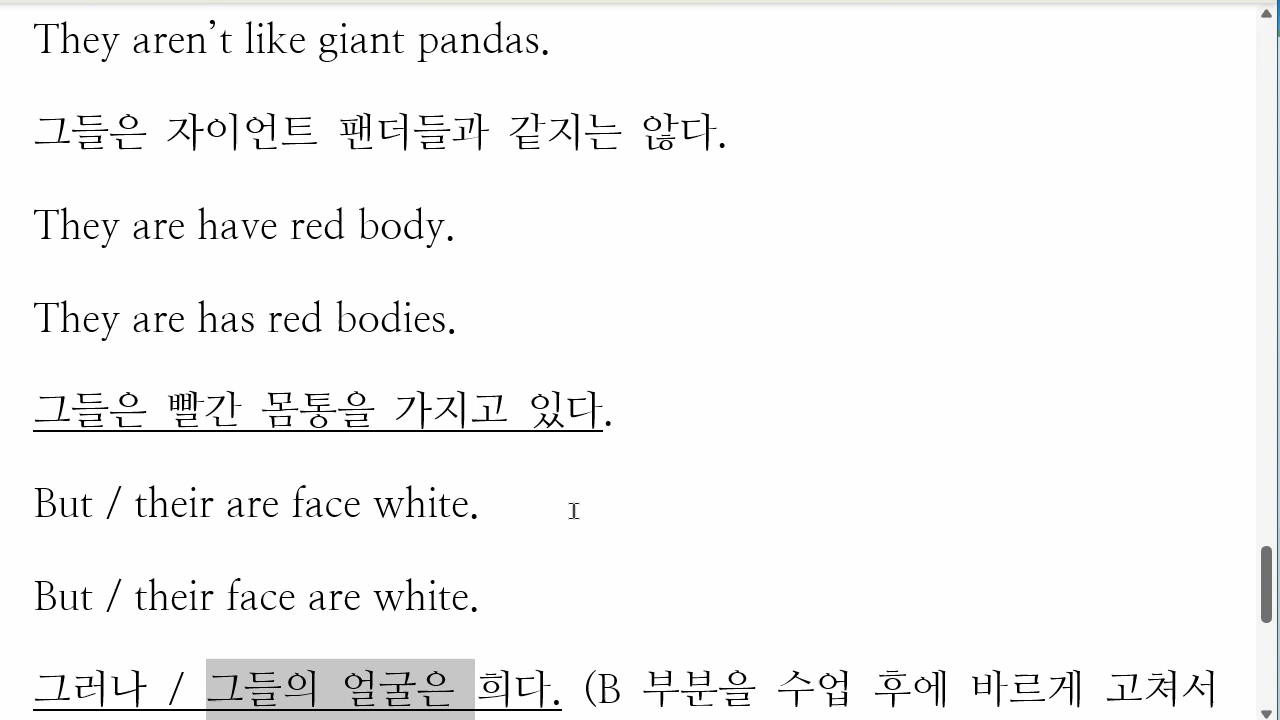 They aren’t like giant pandas.
그들은 자이언트 팬더들과 같지는 않다.
They are have red body.
They are has red bodies.
그들은 빨간 몸통을 가지고 있다.
But / their are face white.
But / their face are white.
그러나 / 그들의 얼굴은 희다. (B 부분을 수업 후에 바르게 고쳐서